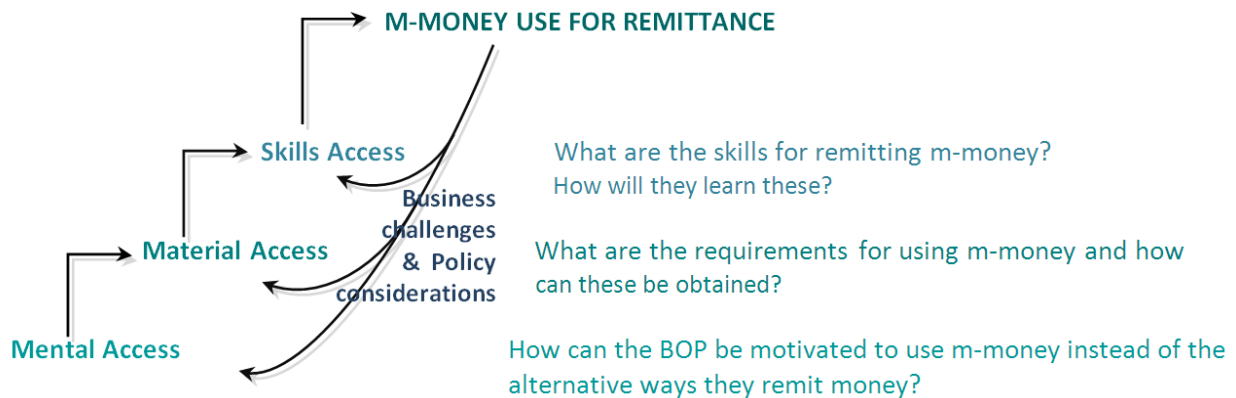 M-MONEY USE FOR REMITTANCE
Skills Access
What are the skills for remitting m-money?
How will they learn these?
Business
challenges
& Policy
considerations
Material Access
What are the requirements for using m-money and how
can these be obtained?
Mental Access
How can the BOP be motivated to use m-money instead of the
alternative ways they remit money?